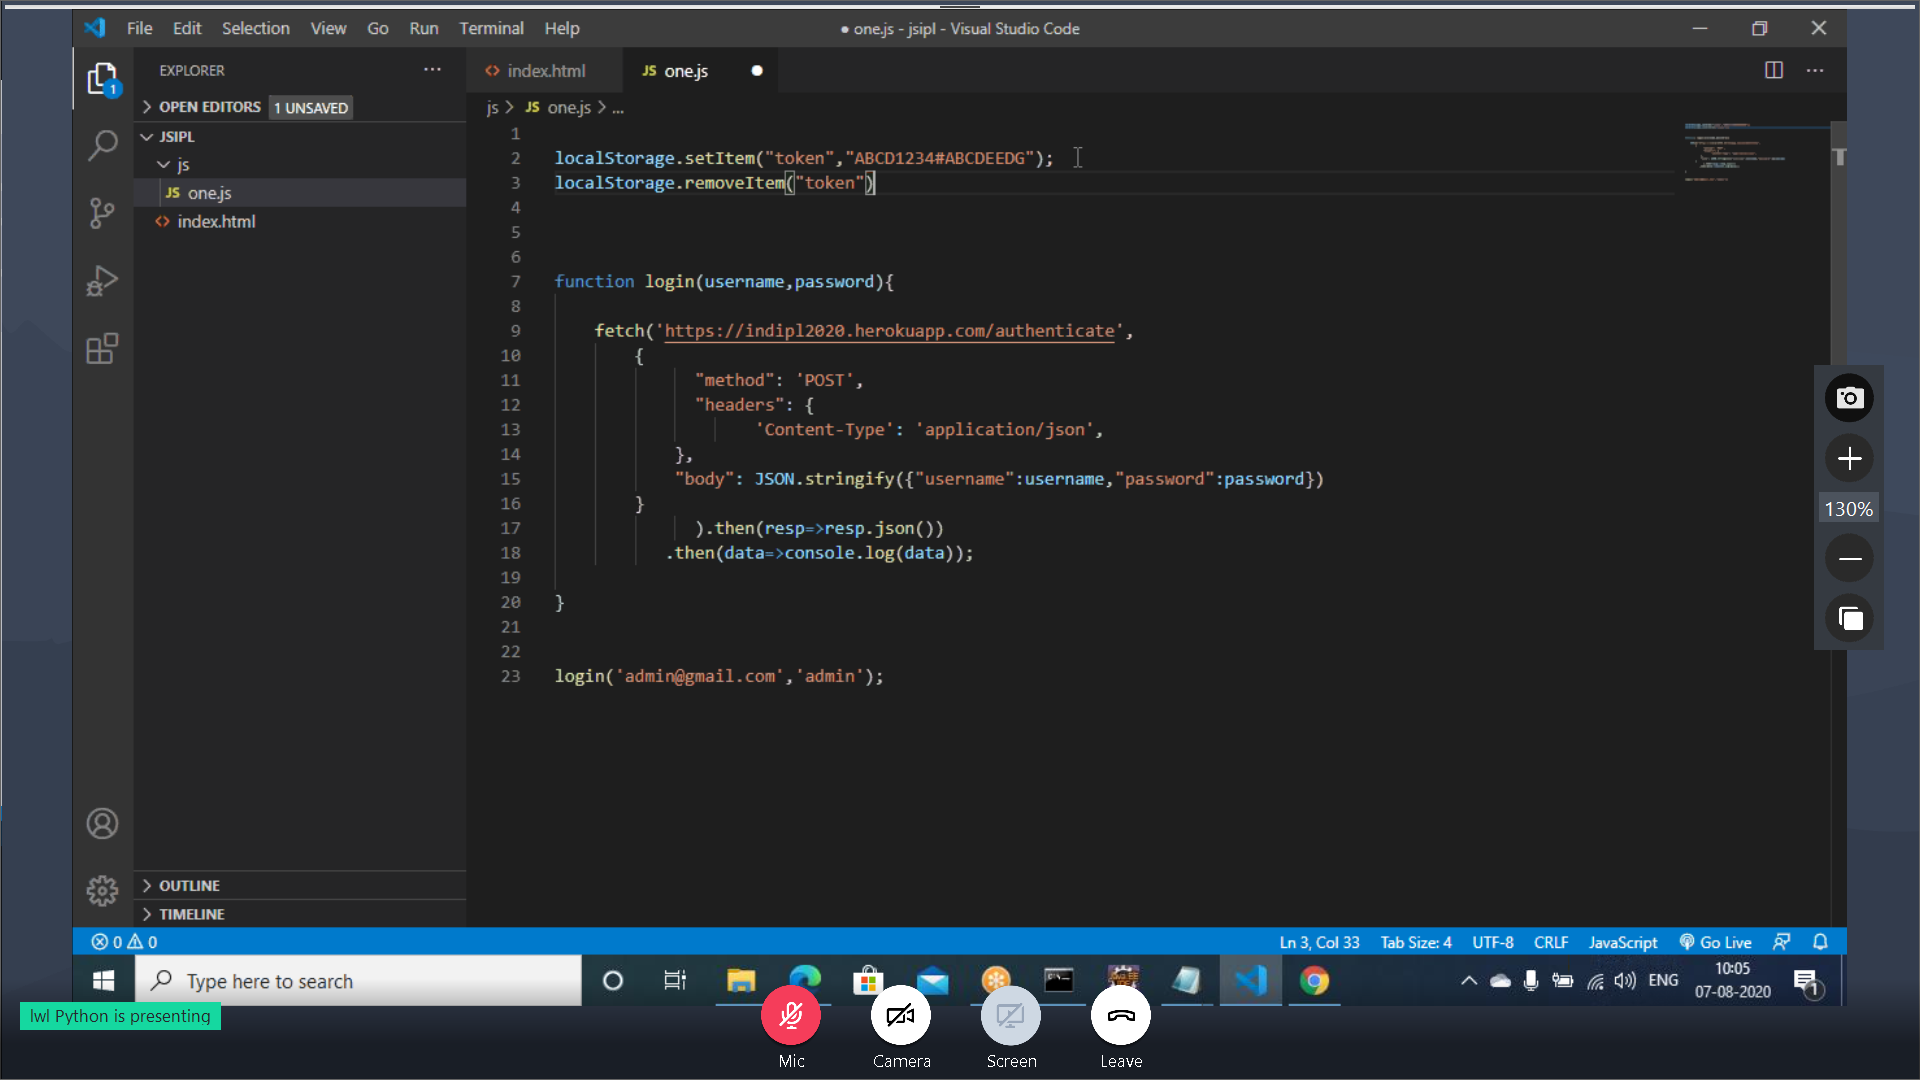 File Edit Selection View Go Run Terminal Help
● one.js - jsipl - Visual Studio Code
EXPLORER
OPEN EDITORS 1 UNSAVED
JSIPL
js
JS one.js
index.html
OUTLINE
TIMELINE
index.html
JS one.js
js > JS one.js > ...
1
2 localStorage.setItem("token","ABCD1234#ABCDEEDG");
3 localStorage.removeItem("token")
4
5
6
7 function login(username,password){
8
9 fetch('https://indipl2020.herokuapp.com/authenticate',
10 {
11 "method": 'POST',
12 "headers": {
13 'Content-Type': 'application/json',
14 },
15 "body": JSON.stringify({"username":username,"password":password})
16 }
17 ).then(resp=>resp.json())
18 .then(data=>console.log(data));
19
20 }
21
22
23 login('admin@gmail.com','admin');
130%
0 0
Ln 3, Col 33 Tab Size: 4 UTF-8 CRLF JavaScript Go Live
Type here to search
ENG
10:05
07-08-2020
1
1
lwl Python is presenting
Mic Camera Screen Leave